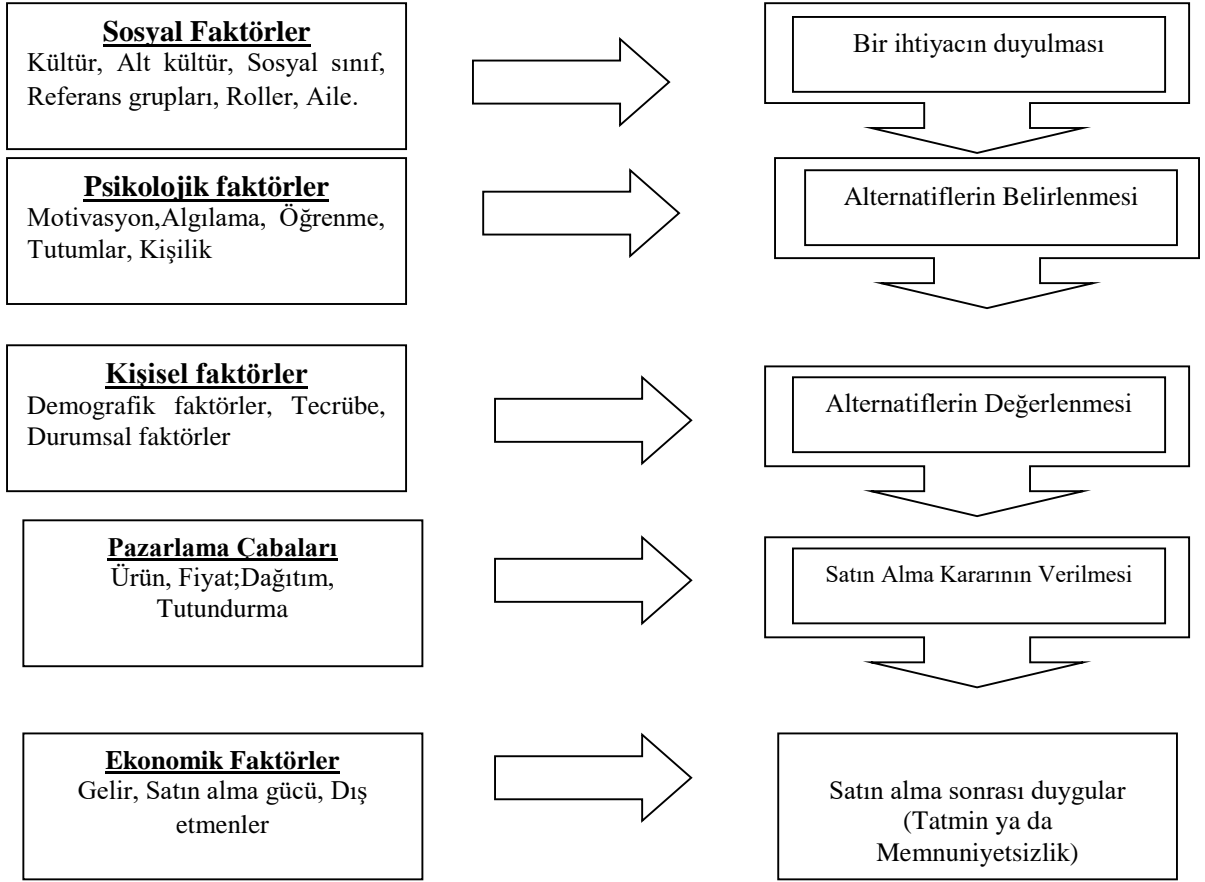 Sosyal Faktörler
Kültür, Alt kültür, Sosyal sınıf,
Referans grupları, Roller, Aile.
Bir ihtiyacın duyulması
Psikolojik faktörler
Motivasyon,Algılama, Öğrenme,
Tutumlar, Kişilik
Alternatiflerin Belirlenmesi
Kişisel faktörler
Demografik faktörler, Tecrübe,
Durumsal faktörler
Alternatiflerin Değerlenmesi
Pazarlama Çabaları
Ürün, Fiyat;Dağıtım,
Tutundurma
Satın Alma Kararının Verilmesi
Ekonomik Faktörler
Gelir, Satın alma gücü, Dış
etmenler
Satın alma sonrası duygular
(Tatmin ya da
Memnuniyetsizlik)